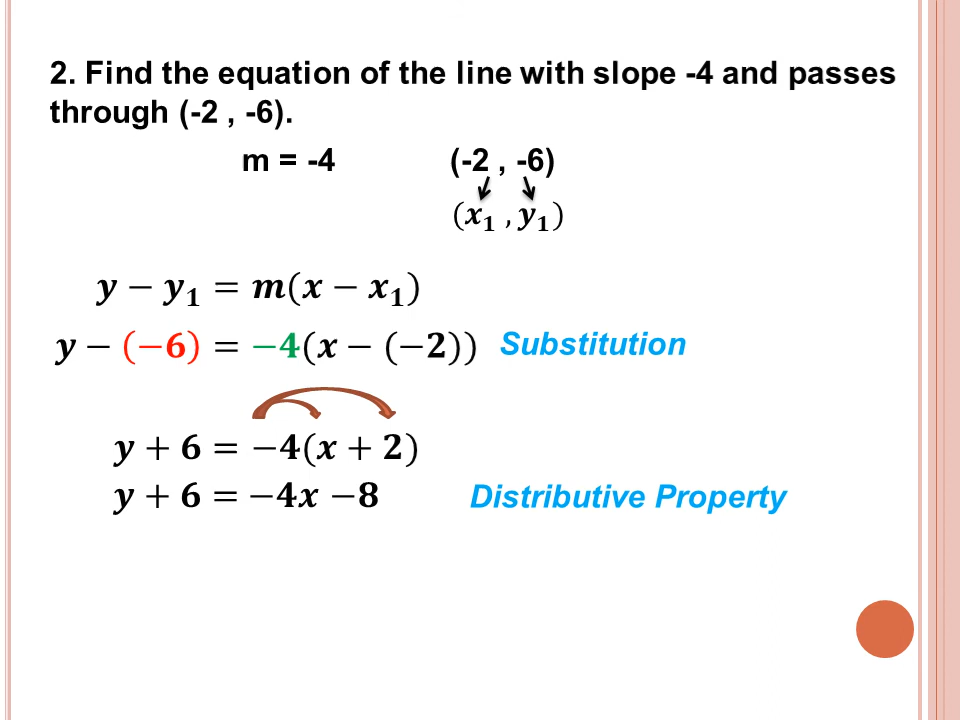 2. Find the equation of the line with slope -4 and passes
through (-2 , -6).
m = -4 (-2 , -6)
(x₁ , y₁)
y − y₁ = m(x − x₁)
y − (−6) = −4(x − (−2)) Substitution
y + 6 = −4(x + 2)
y + 6 = −4x −8 Distributive Property